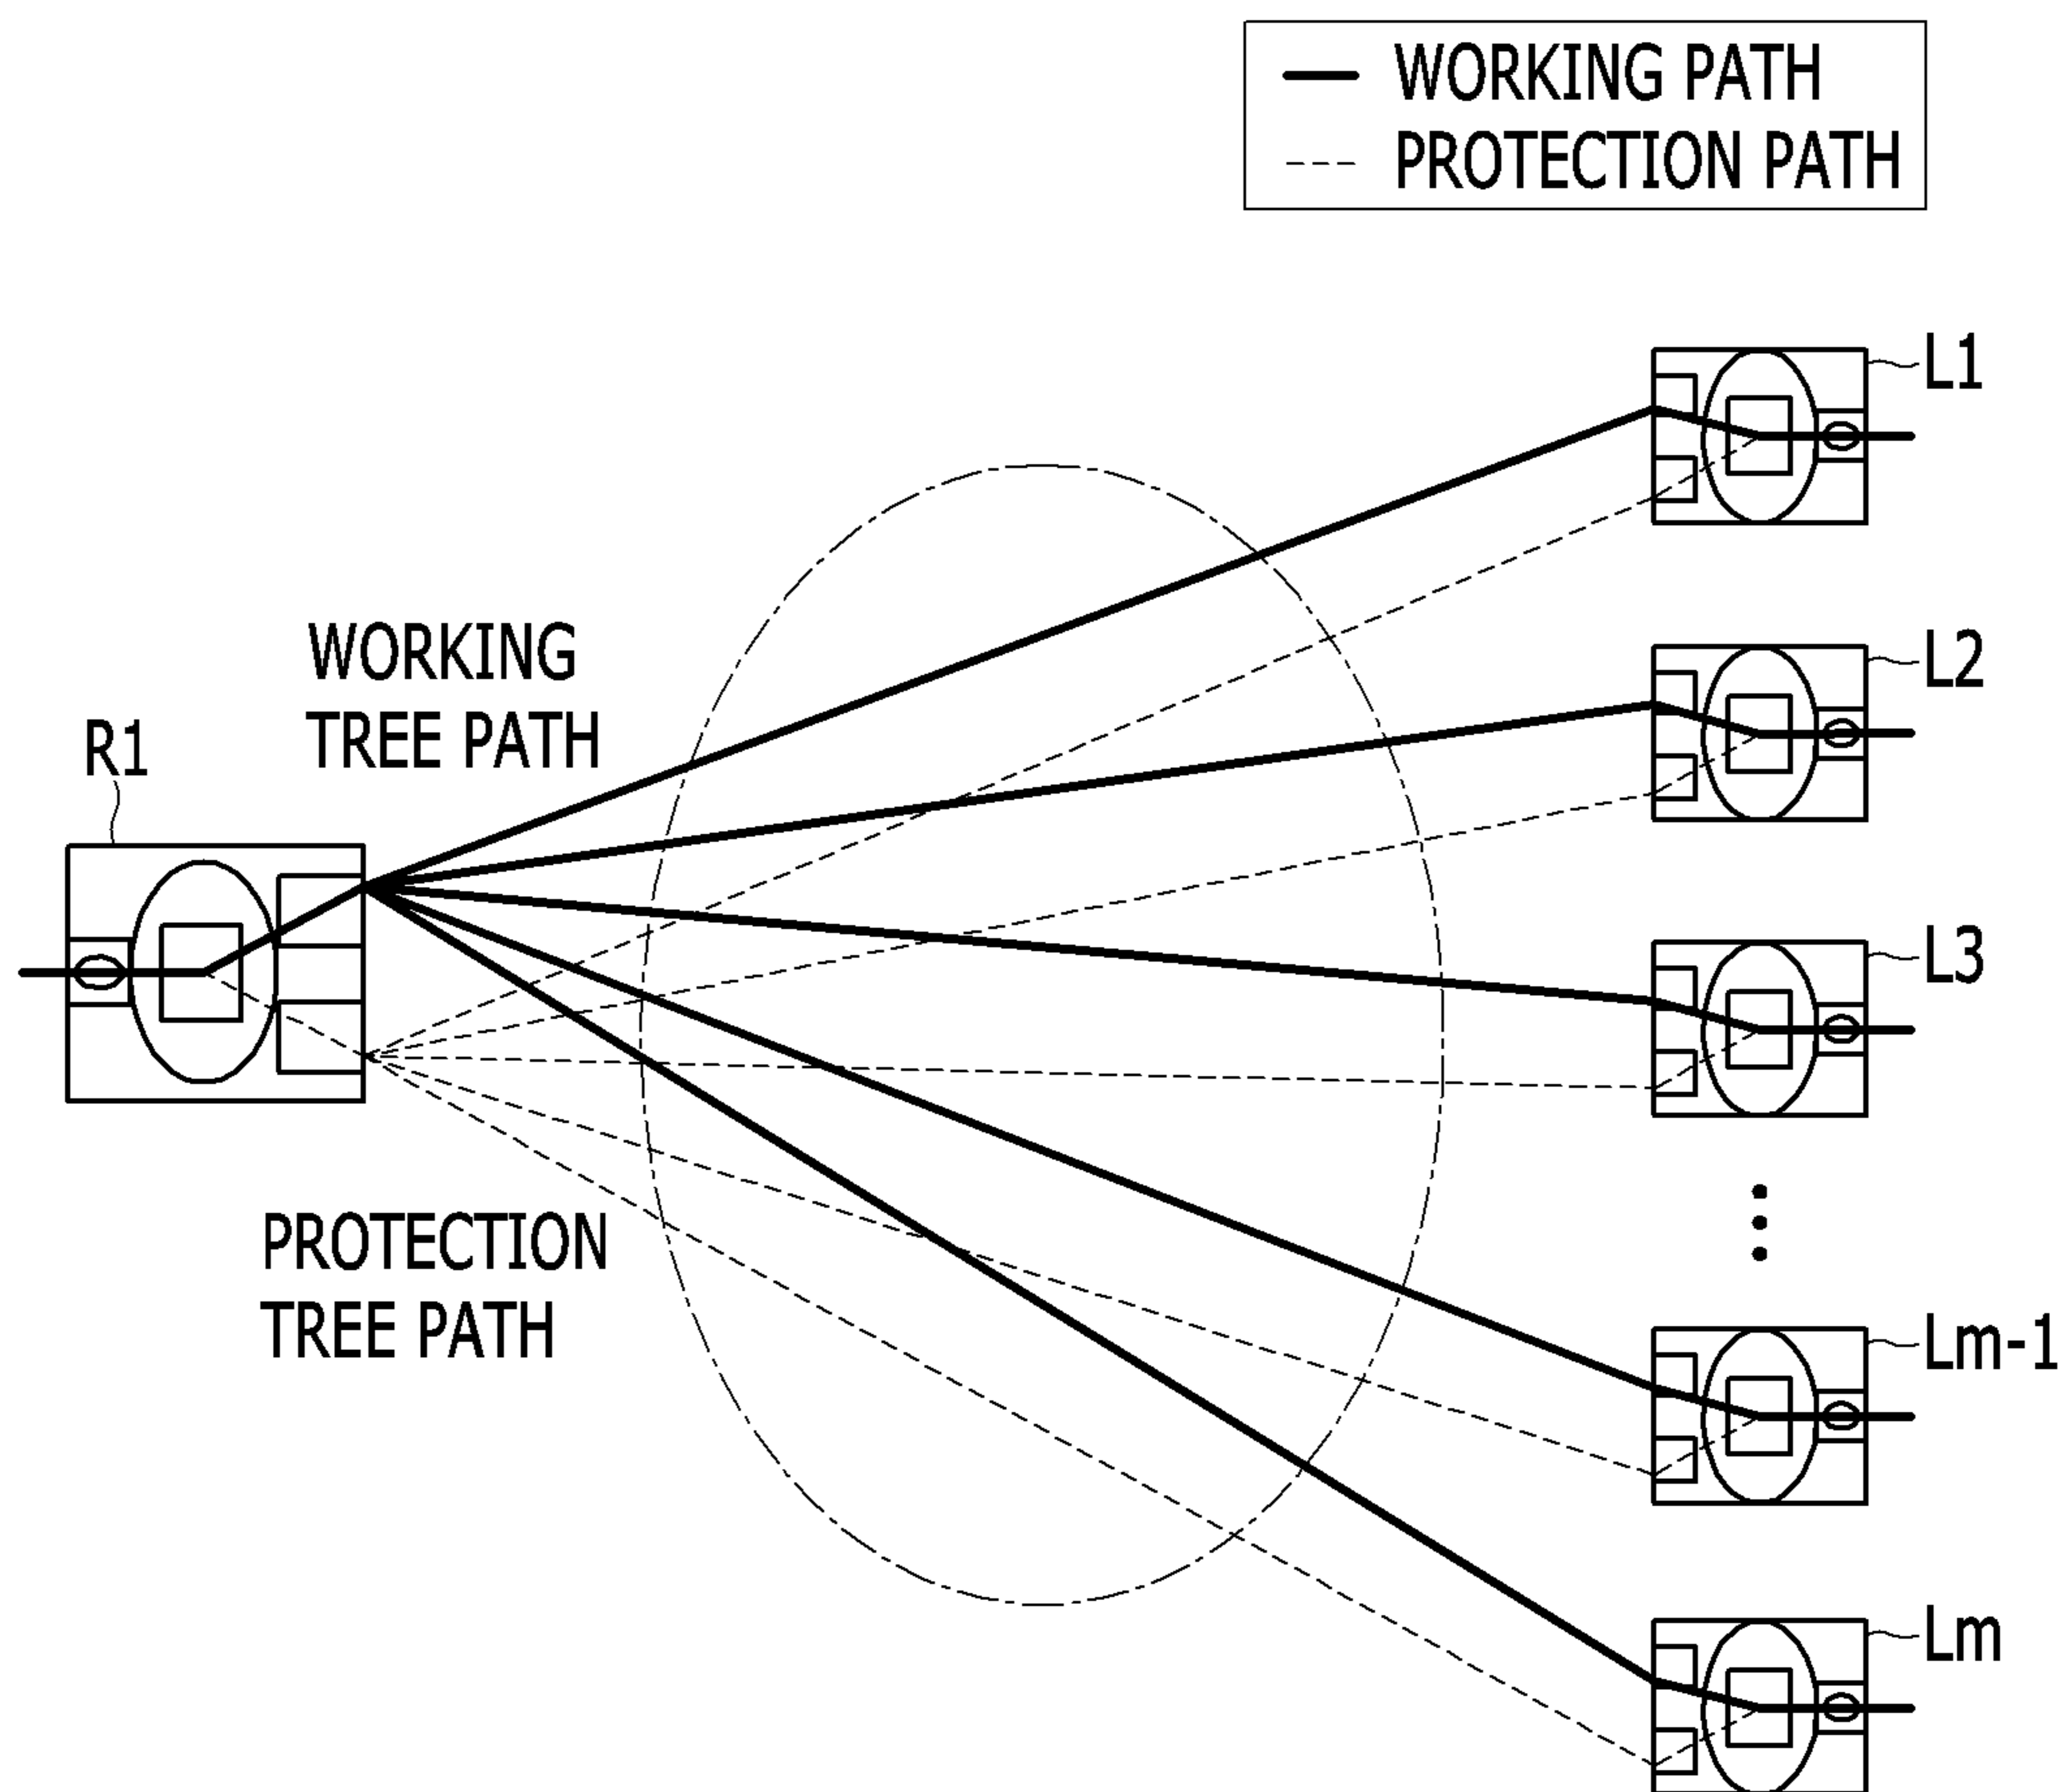 WORKING PATH
PROTECTION PATH
L1
WORKING
TREE PATH
L2
R1
L3
PROTECTION
TREE PATH
Lm-1
Lm